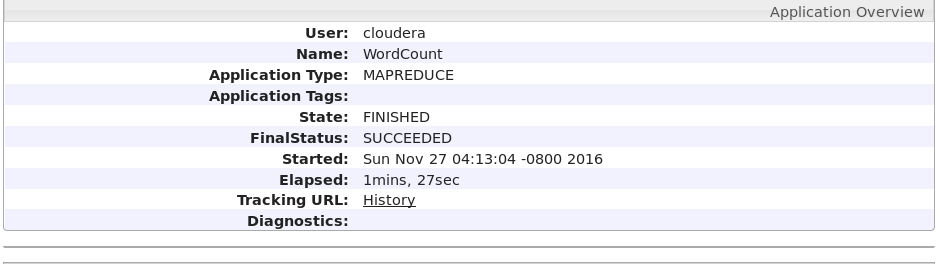 Application Overview
User: cloudera
Name: WordCount
Application Type: MAPREDUCE
Application Tags:
State: FINISHED
FinalStatus: SUCCEEDED
Started: Sun Nov 27 04:13:04 -0800 2016
Elapsed: 1mins, 27sec
Tracking URL: History
Diagnostics: